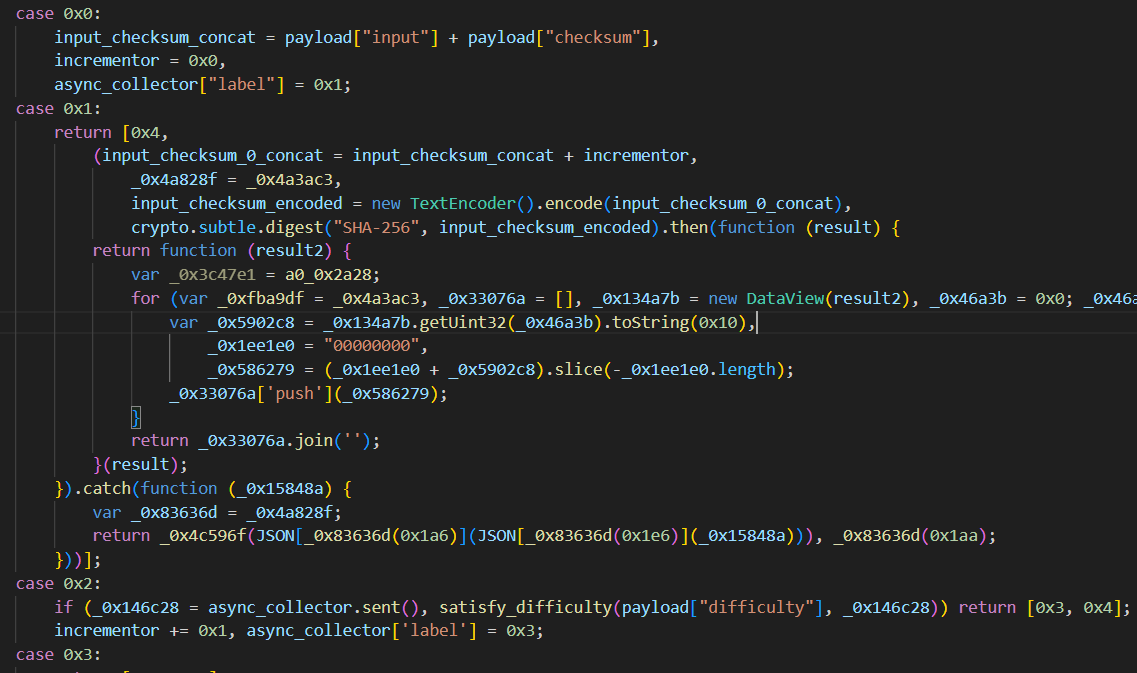 case 0x0:
input_checksum_concat = payload["input"] + payload["checksum"],
incrementor = 0x0,
async_collector["label"] = 0x1;
case 0x1:
return [0x4,
(input_checksum_0_concat = input_checksum_concat + incrementor,
_0x4a828f = _0x4a3ac3,
input_checksum_encoded = new TextEncoder().encode(input_checksum_0_concat),
crypto.subtle.digest("SHA-256", input_checksum_encoded).then(function (result) {
return function (result2) {
var _0x3c47e1 = a0_0x2a28;
for (var _0xfba9df = _0x4a3ac3, _0x33076a = [], _0x134a7b = new DataView(result2), _0x46a3b = 0x0; _0x46a
var _0x5902c8 = _0x134a7b.getUint32(_0x46a3b).toString(0x10),
_0x1ee1e0 = "00000000",
_0x586279 = (_0x1ee1e0 + _0x5902c8).slice(-_0x1ee1e0.length);
_0x33076a['push'](_0x586279);
}
return _0x33076a.join('');
}(result);
}).catch(function (_0x15848a) {
var _0x83636d = _0x4a828f;
return _0x4c596f(JSON[_0x83636d(0x1a6)](JSON[_0x83636d(0x1e6)](_0x15848a))), _0x83636d(0x1aa);
}))];
case 0x2:
if (_0x146c28 = async_collector.sent(), satisfy_difficulty(payload["difficulty"], _0x146c28)) return [0x3, 0x4];
incrementor += 0x1, async_collector['label'] = 0x3;
case 0x3: